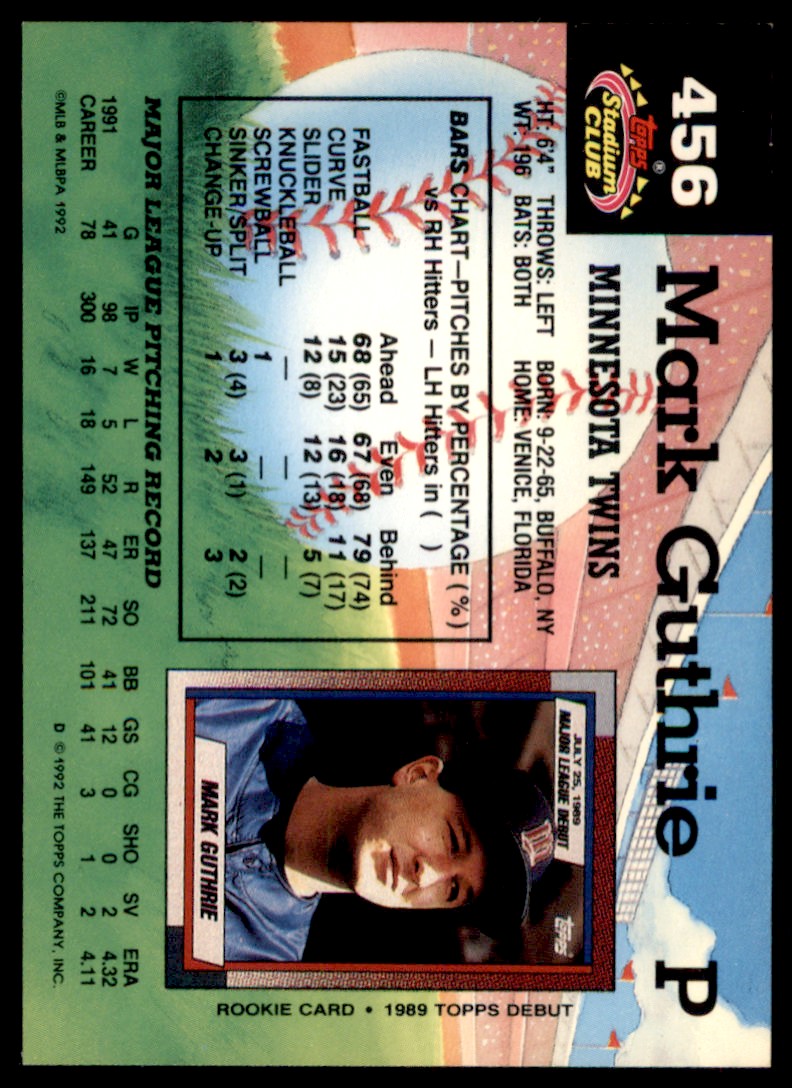 456
Topps®
Stadium
CLUB
Mark Guthrie P
MINNESOTA TWINS
HT: 6'4" THROWS: LEFT BORN: 9-22-65, BUFFALO, NY
WT: 196 BATS: BOTH HOME: VENICE, FLORIDA
BARS CHART—PITCHES BY PERCENTAGE (%)
vs RH Hitters — LH Hitters in ( )
Ahead Even Behind
FASTBALL 68 (65) 67 (68) 79 (74)
CURVE 15 (23) 16 (18) 11 (17)
SLIDER 12 (8) 12 (13) 5 (7)
KNUCKLEBALL — — —
SCREWBALL 1 — —
SINKER/SPLIT 3 (4) 3 (1) 2 (2)
CHANGE-UP 1 2 3
JULY 25, 1989
MAJOR LEAGUE DEBUT
Topps
MARK GUTHRIE
ROOKIE CARD • 1989 TOPPS DEBUT
MAJOR LEAGUE PITCHING RECORD
G IP W L R ER SO BB GS CG SHO SV ERA
1991 41 98 7 5 52 47 72 41 12 0 0 2 4.32
CAREER 78 300 16 18 149 137 211 101 41 3 1 2 4.11
©MLB & MLBPA 1992
D ©1992 THE TOPPS COMPANY, INC.